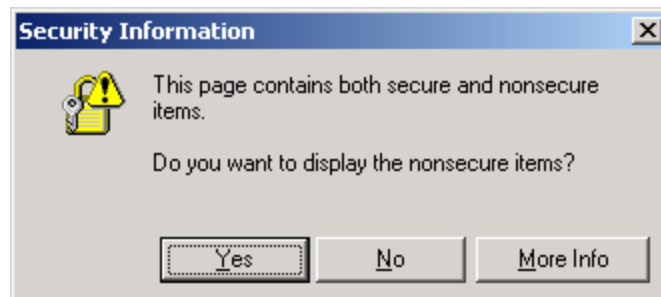 Security Information
This page contains both secure and nonsecure
items.
Do you want to display the nonsecure items?
Yes
No
More Info